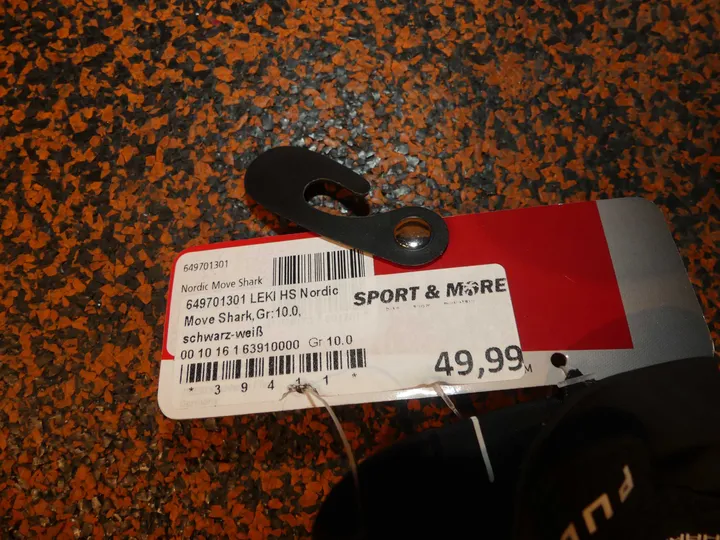 649701301
Nordic Move Shark
649701301 LEKI HS Nordic
Move Shark,Gr:10.0,
schwarz-weiß
00 10 16 1 63910000 Gr 10.0
* 3 9 4 1 1 *
SPORT & MORE
49,99
M